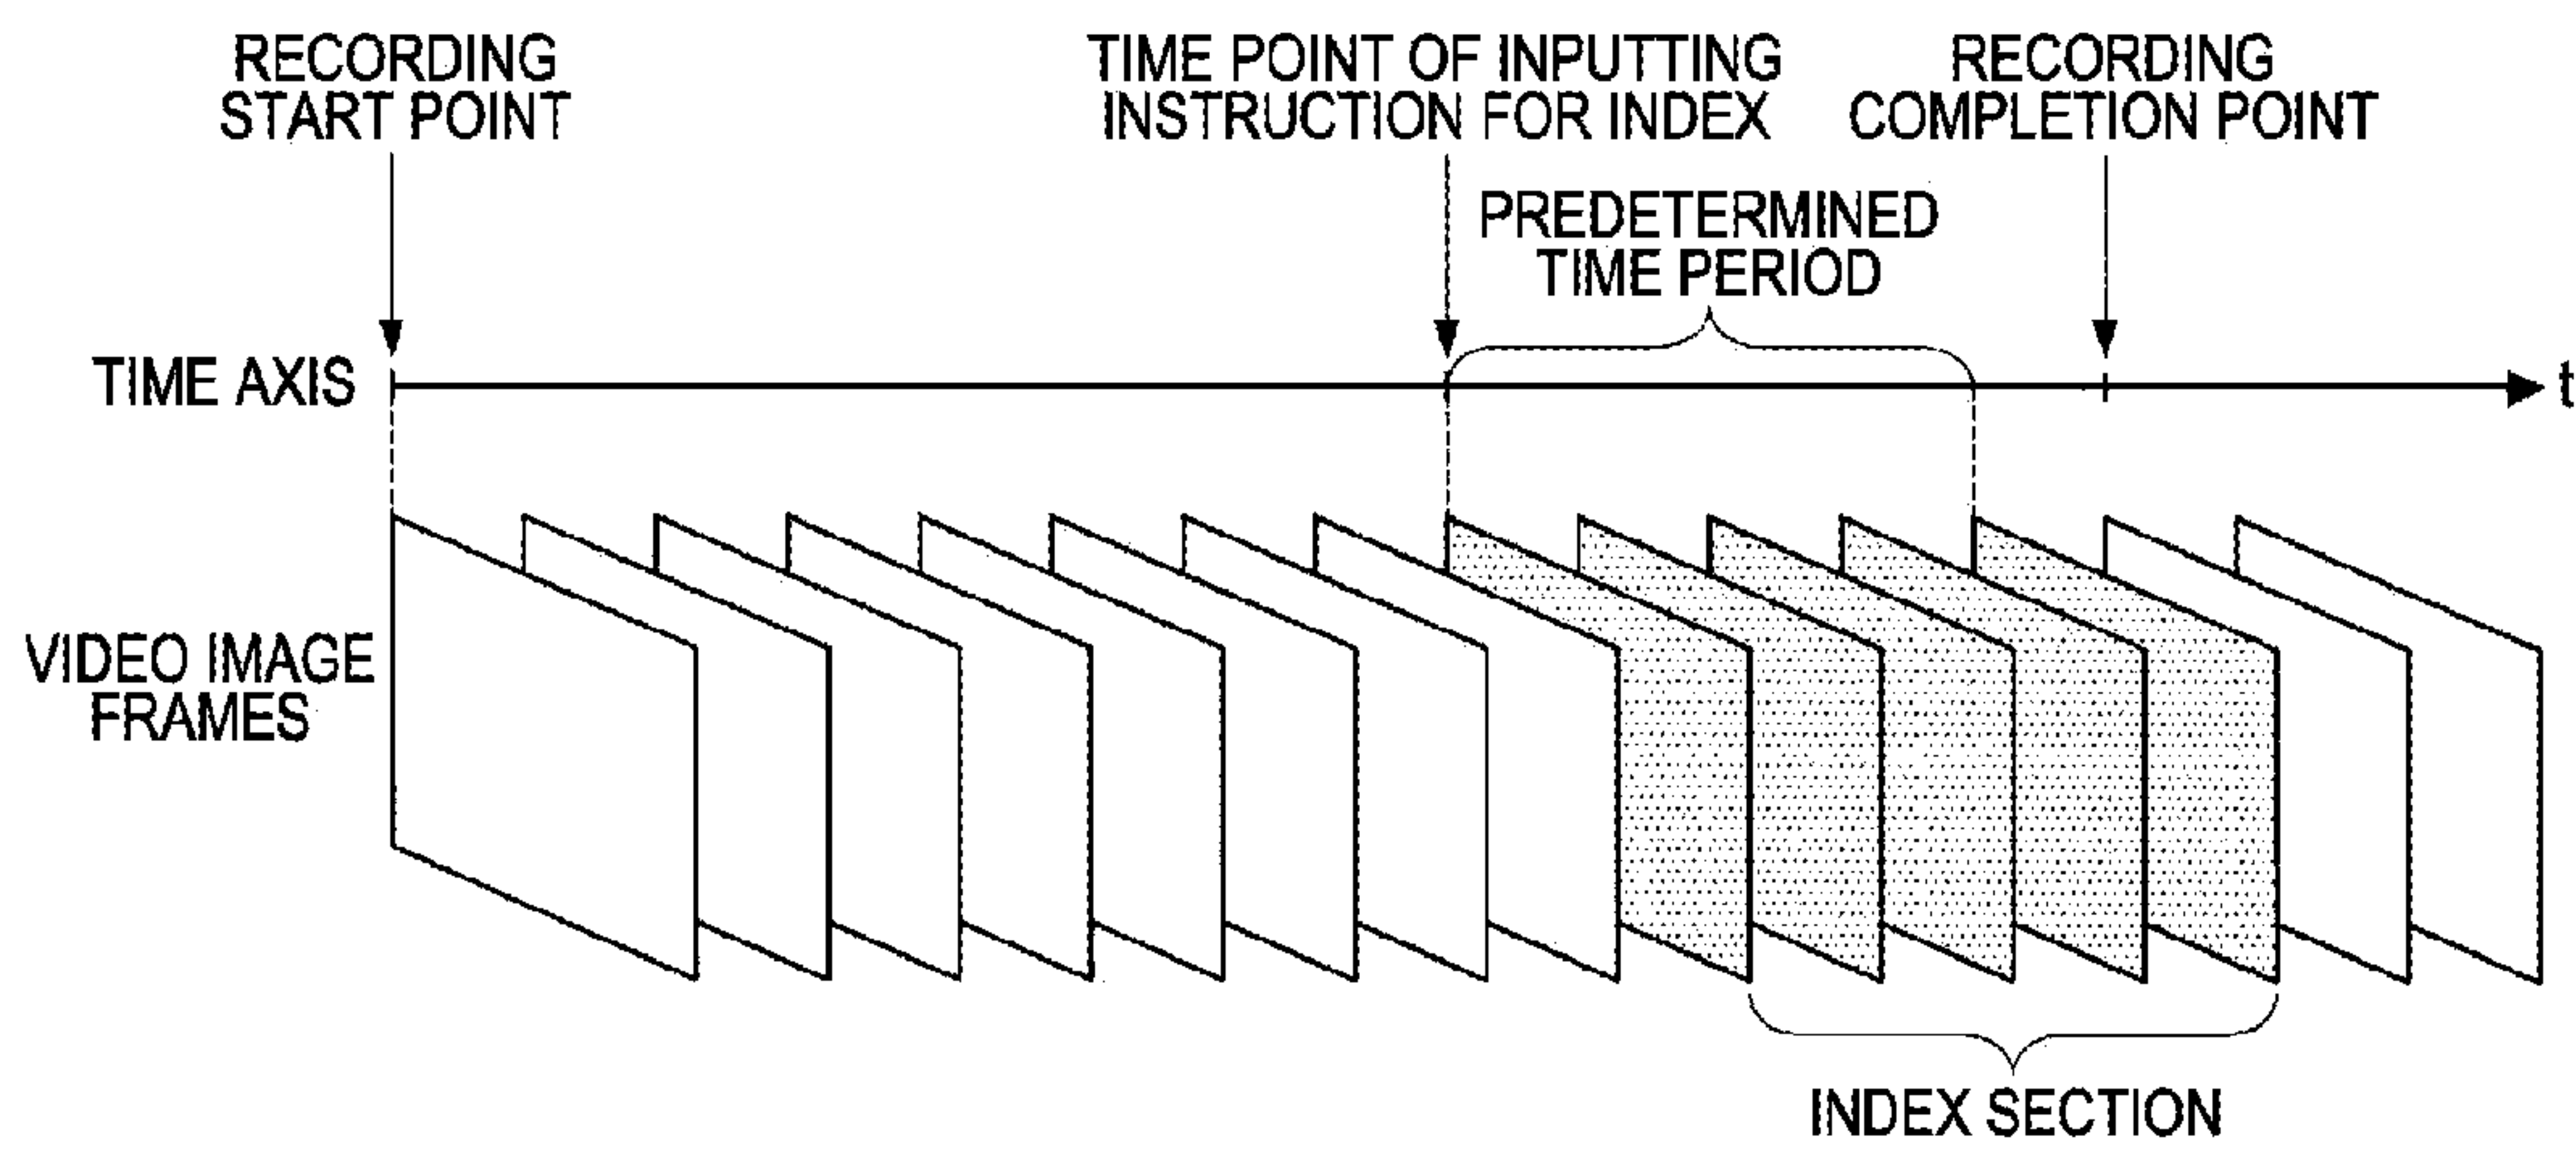 RECORDING
START POINT
TIME POINT OF INPUTTING
INSTRUCTION FOR INDEX
RECORDING
COMPLETION POINT
PREDETERMINED
TIME PERIOD
TIME AXIS
t
VIDEO IMAGE
FRAMES
INDEX SECTION